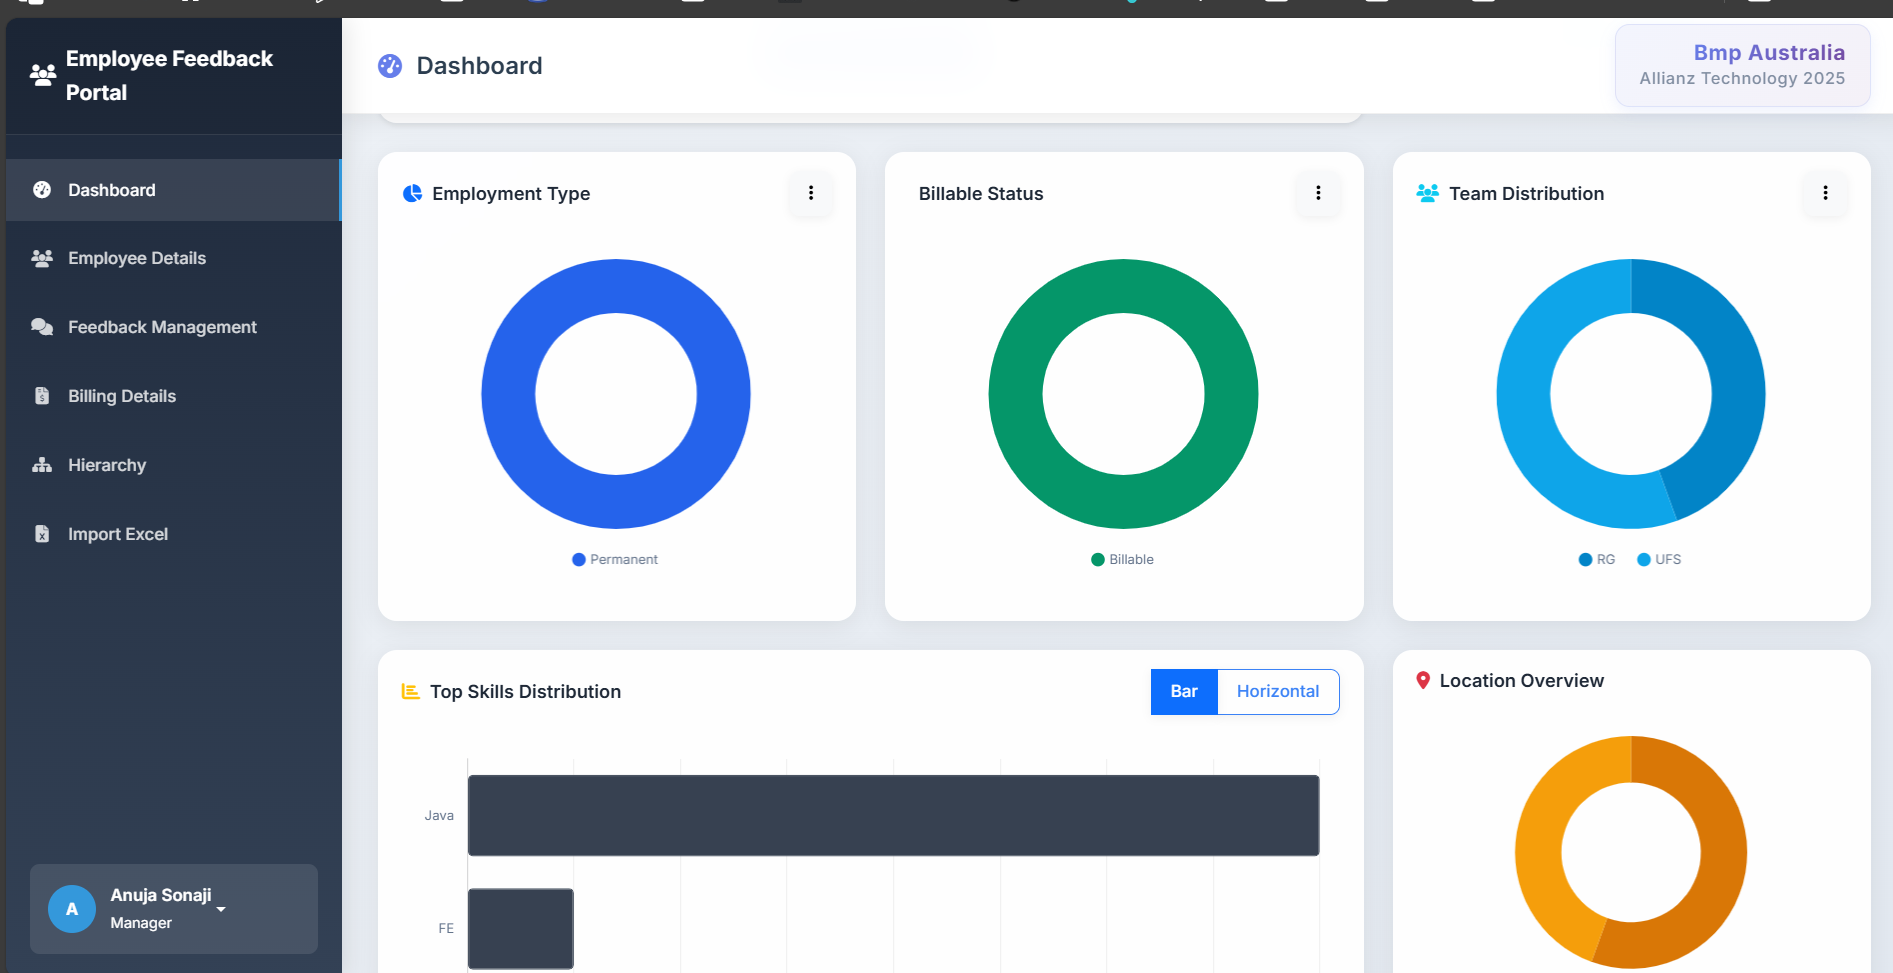 Employee Feedback
Portal
Dashboard
Employee Details
Feedback Management
Billing Details
Hierarchy
Import Excel
A
Anuja Sonaji
Manager
Dashboard
Bmp Australia
Allianz Technology 2025
Employment Type
Permanent
Billable Status
Billable
Team Distribution
RG
UFS
Top Skills Distribution
Bar
Horizontal
Java
FE
Location Overview